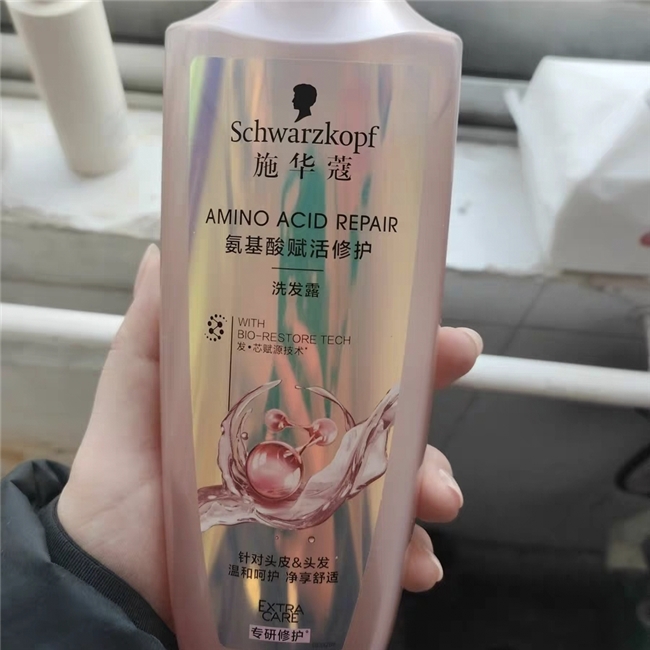 Schwarzkopf
施华蔻
AMINO ACID REPAIR
氨基酸赋活修护
洗发露
WITH
BIO-RESTORE TECH
发·芯赋源技术*
针对头皮&头发
温和呵护 净享舒适
EXTRA
CARE
专研修护*